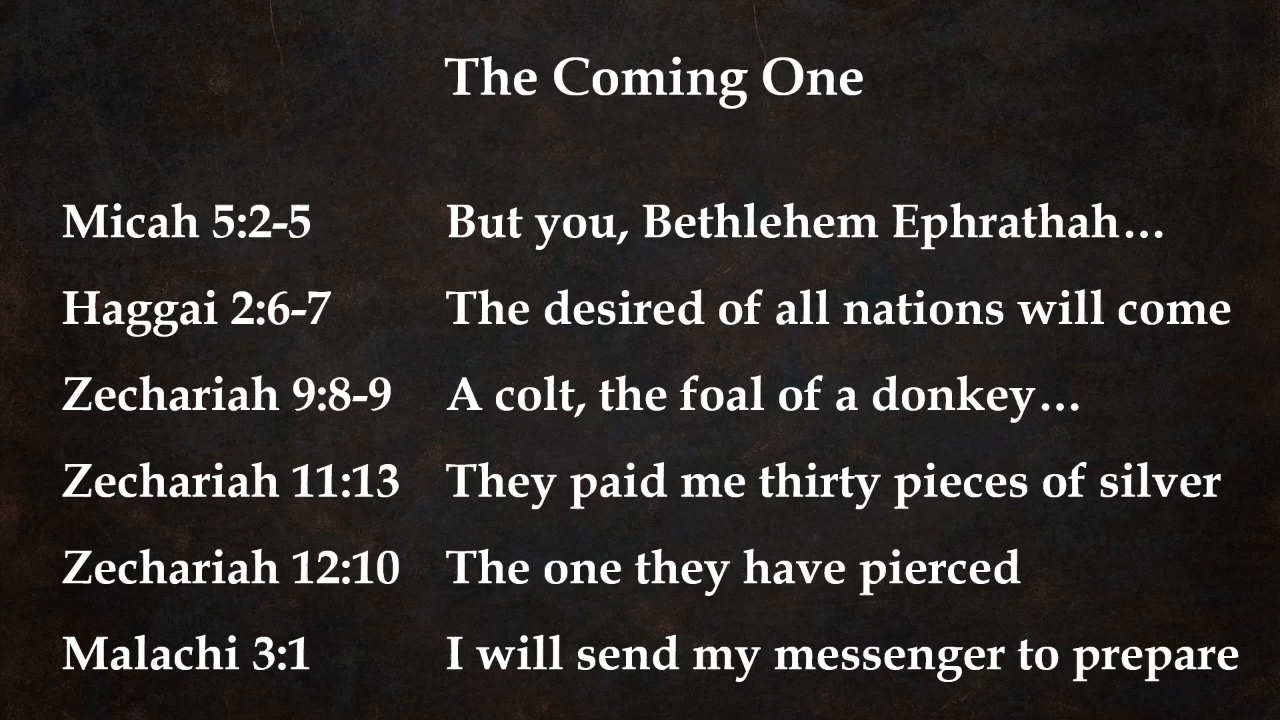 The Coming One
Micah 5:2-5 But you, Bethlehem Ephrathah…
Haggai 2:6-7 The desired of all nations will come
Zechariah 9:8-9 A colt, the foal of a donkey…
Zechariah 11:13 They paid me thirty pieces of silver
Zechariah 12:10 The one they have pierced
Malachi 3:1 I will send my messenger to prepare